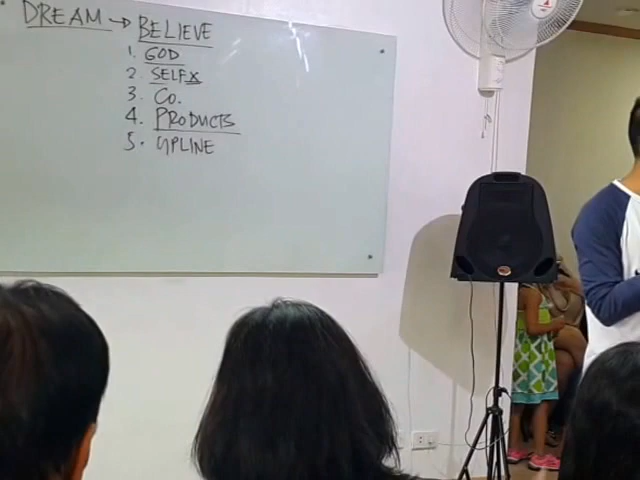 DREAM → BELIEVE
1. GOD
2. SELF x
3. Co.
4. PRODUCTS
5. UPLINE